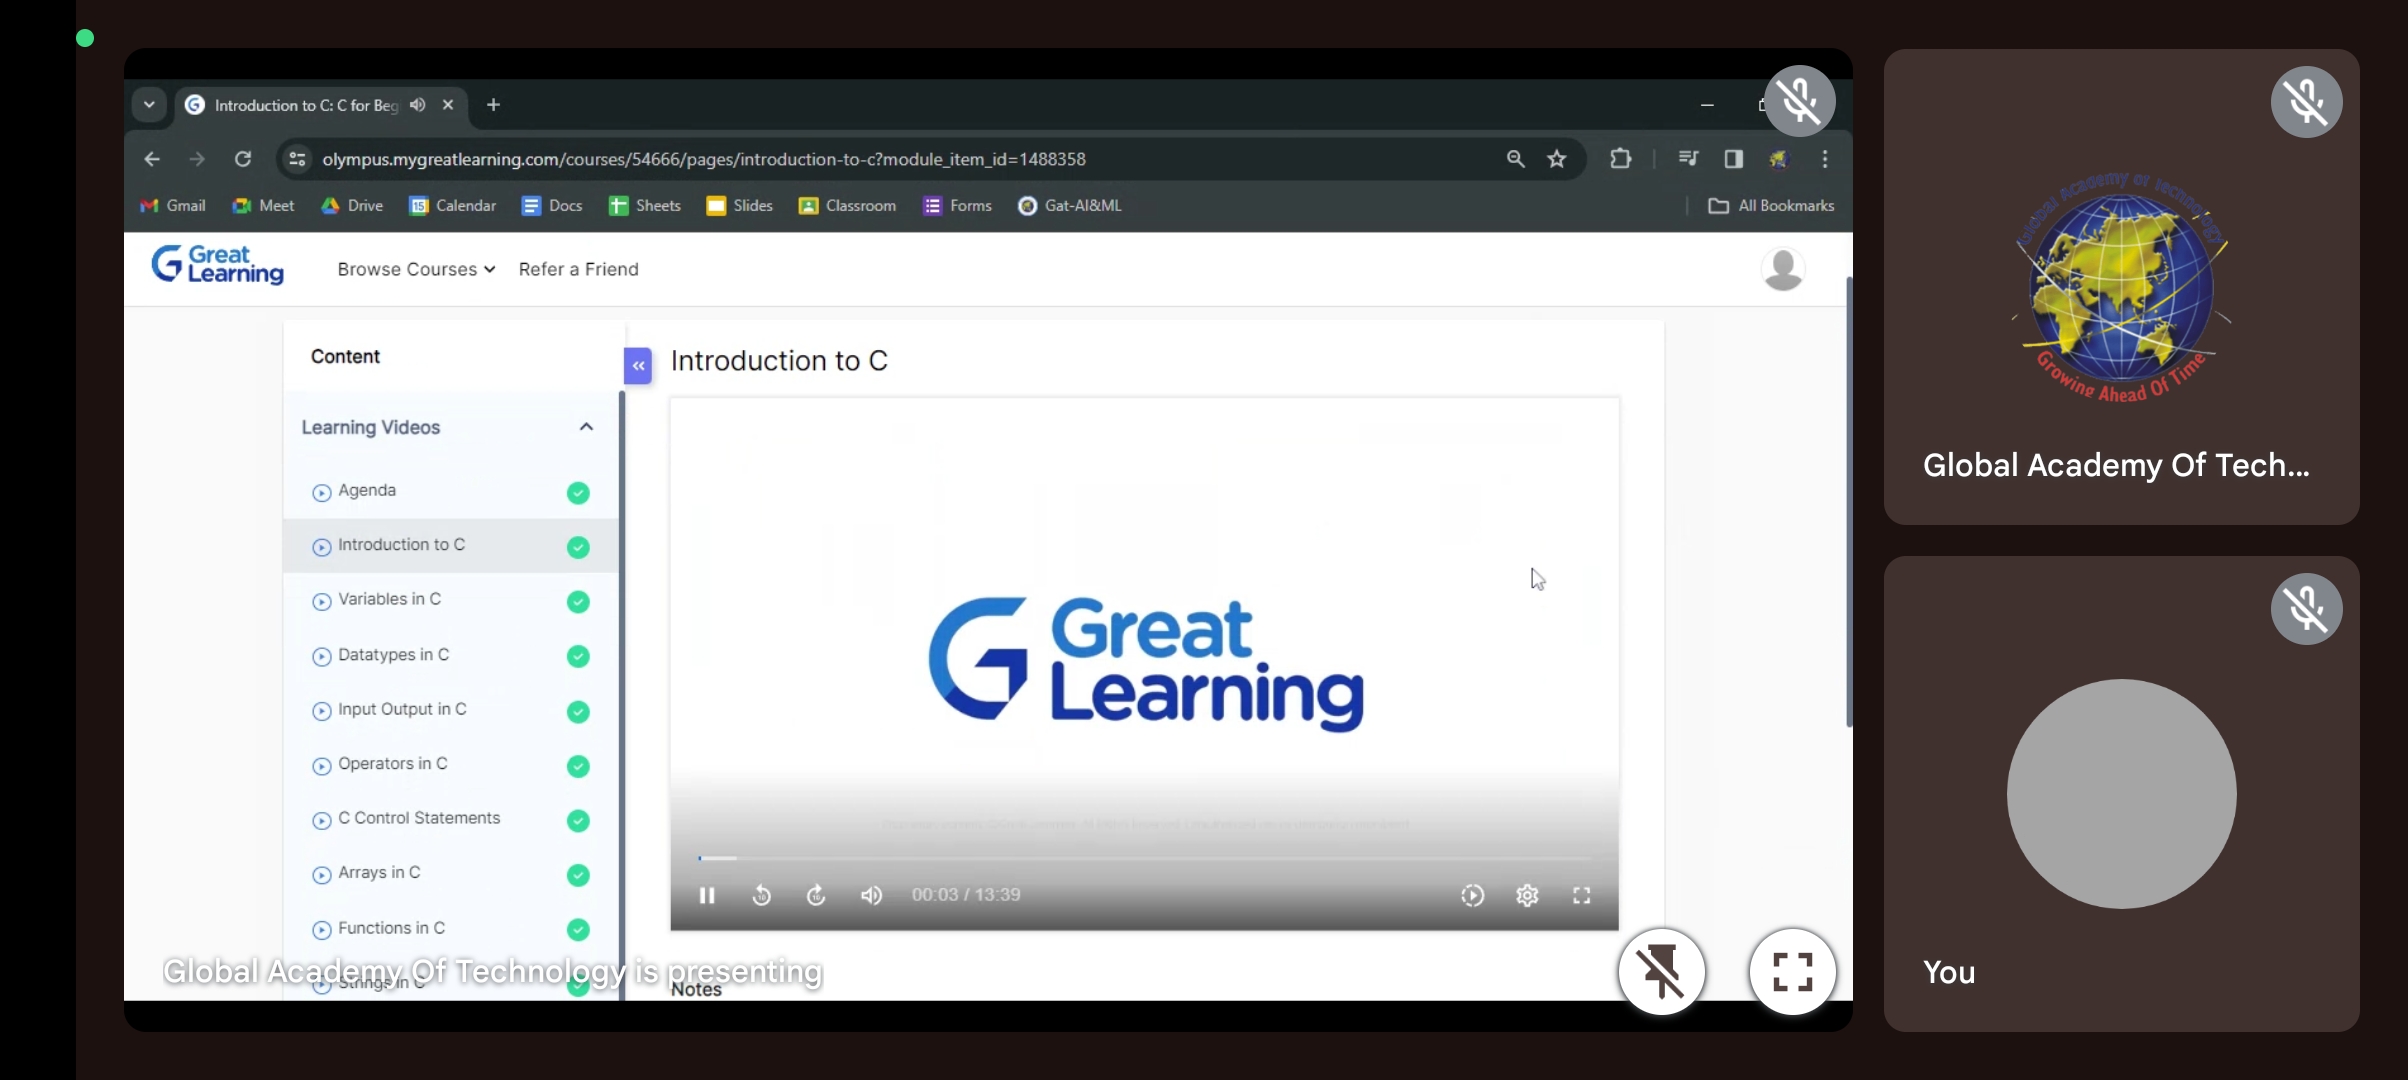 Introduction to C: C for Beg
olympus.mygreatlearning.com/courses/54666/pages/introduction-to-c?module_item_id=1488358
Gmail Meet Drive Calendar Docs Sheets Slides Classroom Forms Gat-AI&ML All Bookmarks
Great
Learning
Browse Courses Refer a Friend
Content
Learning Videos
Agenda
Introduction to C
Variables in C
Datatypes in C
Input Output in C
Operators in C
C Control Statements
Arrays in C
Functions in C
Strings in C
Introduction to C
Great
Learning
00:03 / 13:39
Notes
Global Academy Of Technology is presenting
Global Academy of Technology
Growing Ahead Of Time
Global Academy Of Tech...
You